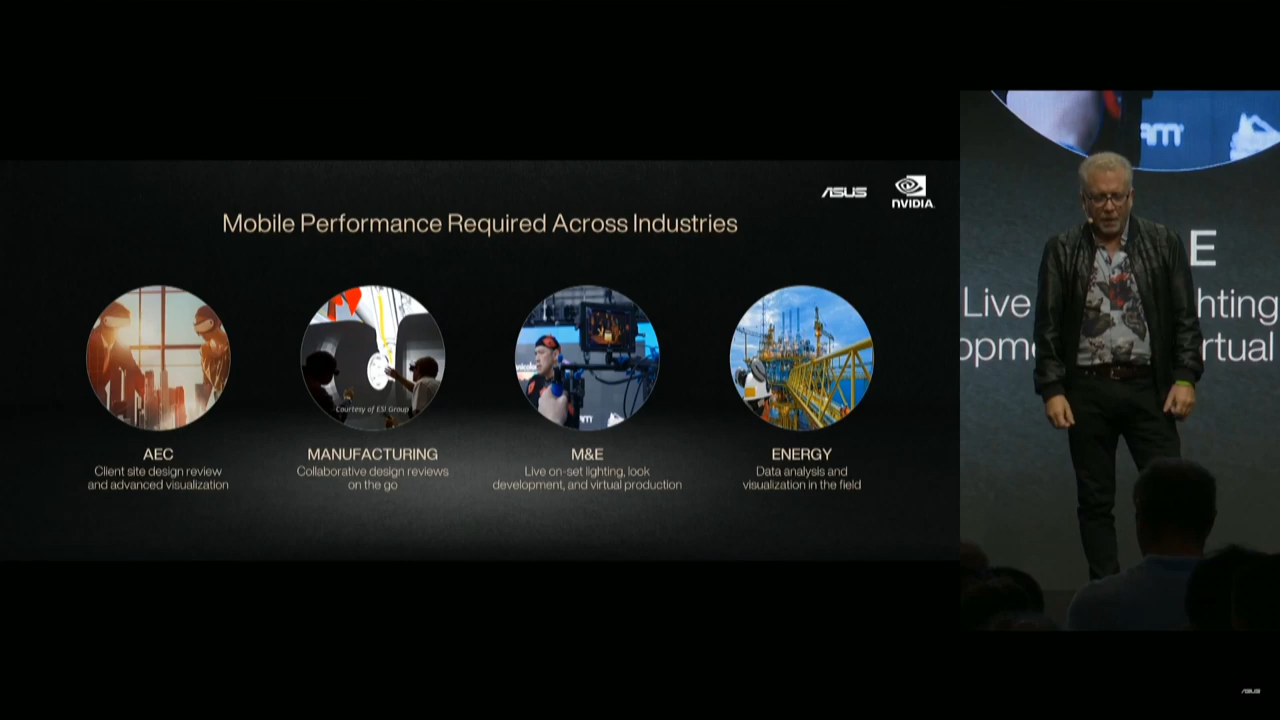 ASUS
NVIDIA
Mobile Performance Required Across Industries
Courtesy of ESI Group
AEC
Client site design review
and advanced visualization
MANUFACTURING
Collaborative design reviews
on the go
M&E
Live on-set lighting, look
development, and virtual production
ENERGY
Data analysis and
visualization in the field
E
Live
hting
opm
rtual
ASUS